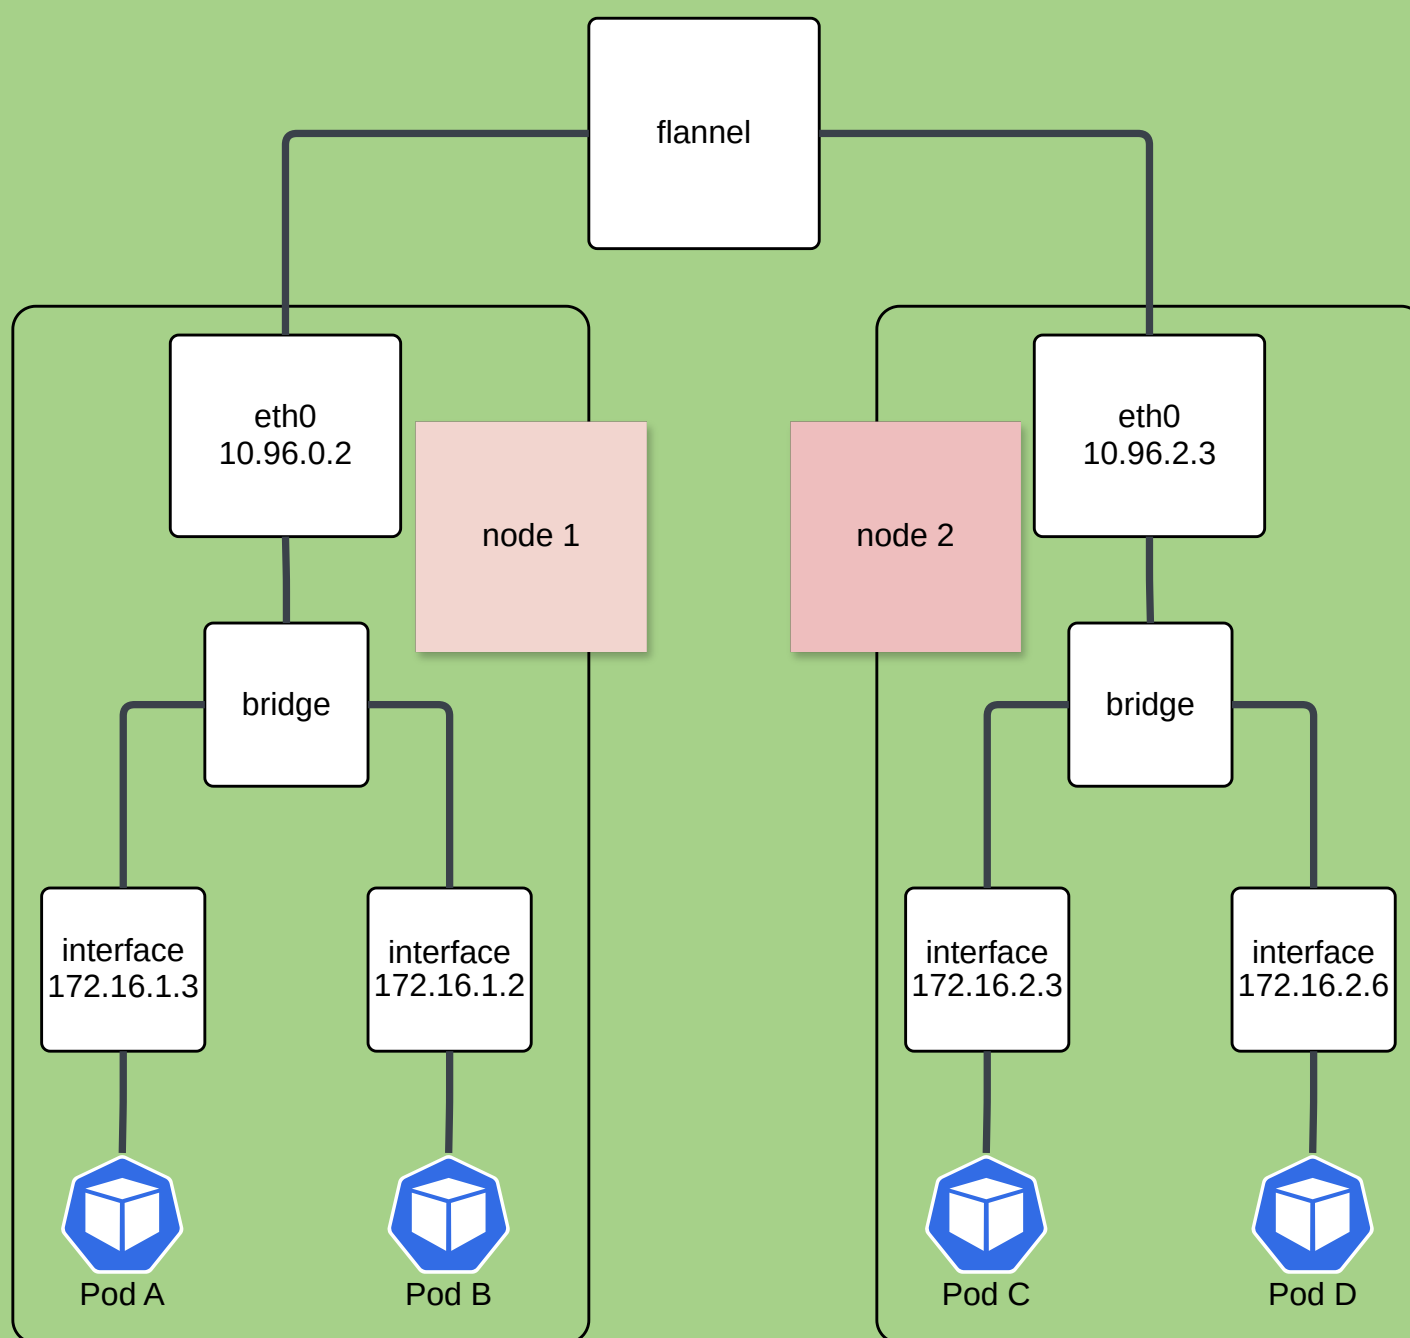 flannel
eth0
10.96.0.2
node 1
bridge
interface
172.16.1.3
interface
172.16.1.2
Pod A
Pod B
node 2
eth0
10.96.2.3
bridge
interface
172.16.2.3
interface
172.16.2.6
Pod C
Pod D